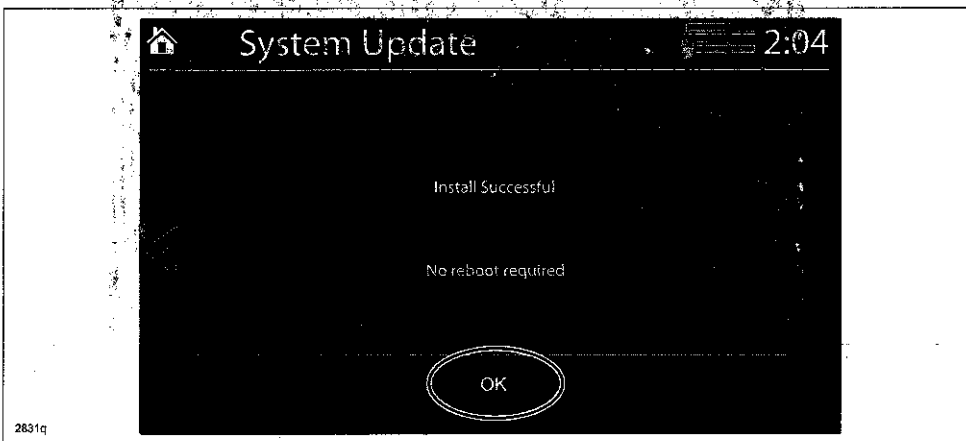 System Update
2:04
Install Successful
No reboot required
OK
2831q